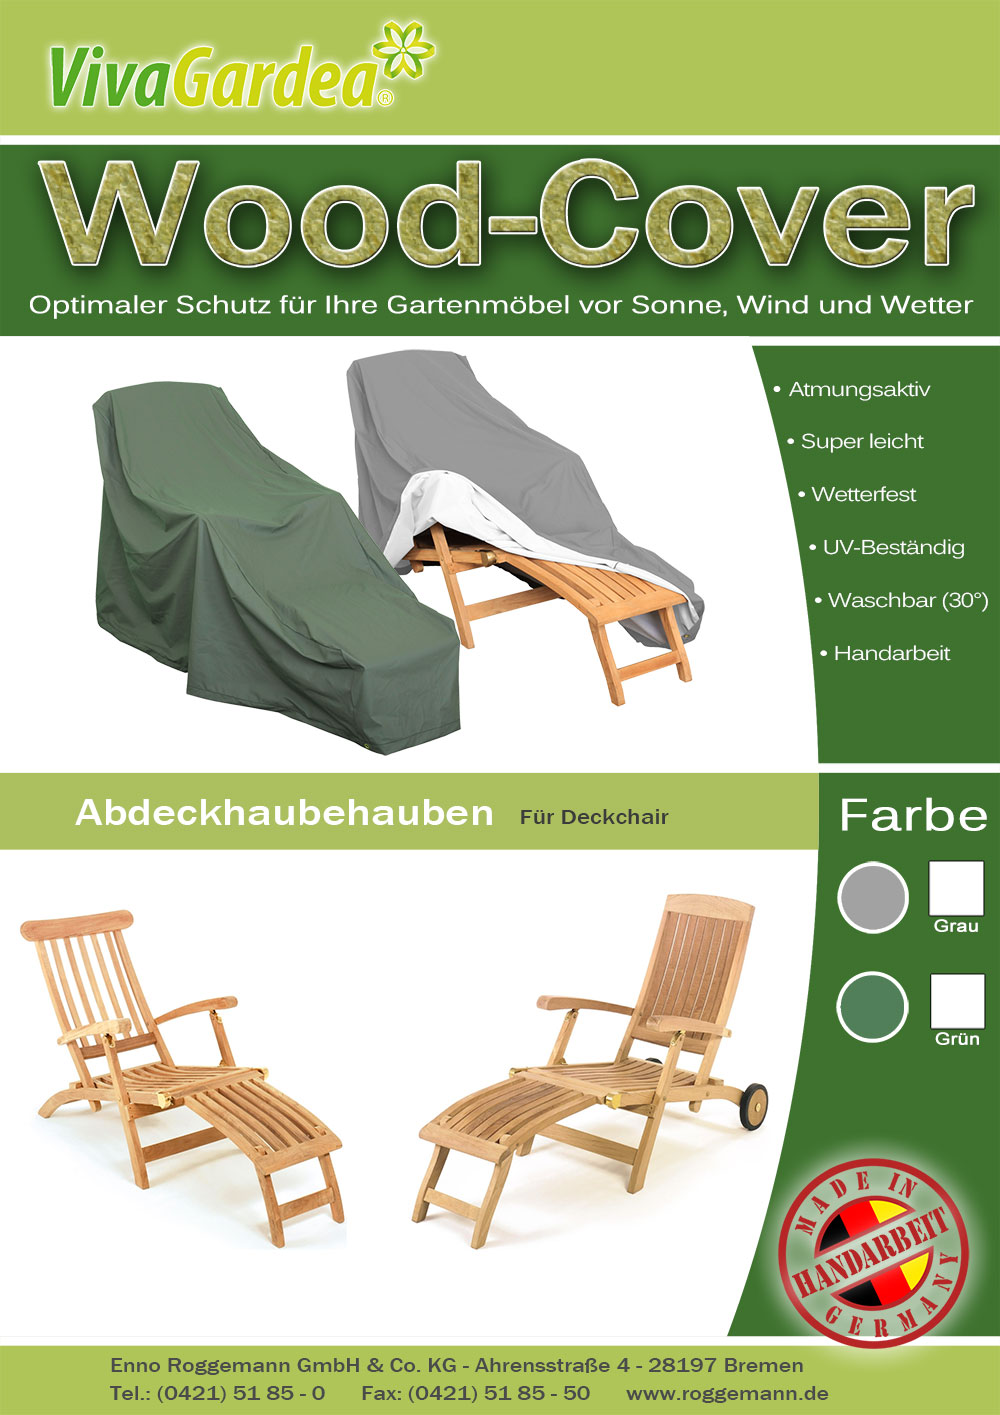 VivaGardea®
Wood-Cover
Optimaler Schutz für Ihre Gartenmöbel vor Sonne, Wind und Wetter
• Atmungsaktiv
• Super leicht
• Wetterfest
• UV-Beständig
• Waschbar (30°)
• Handarbeit
Abdeckhaubehauben Für Deckchair
Farbe
Grau
Grün
MADE IN
HANDARBEIT
GERMANY
Enno Roggemann GmbH & Co. KG - Ahrensstraße 4 - 28197 Bremen
Tel.: (0421) 51 85 - 0 Fax: (0421) 51 85 - 50 www.roggemann.de